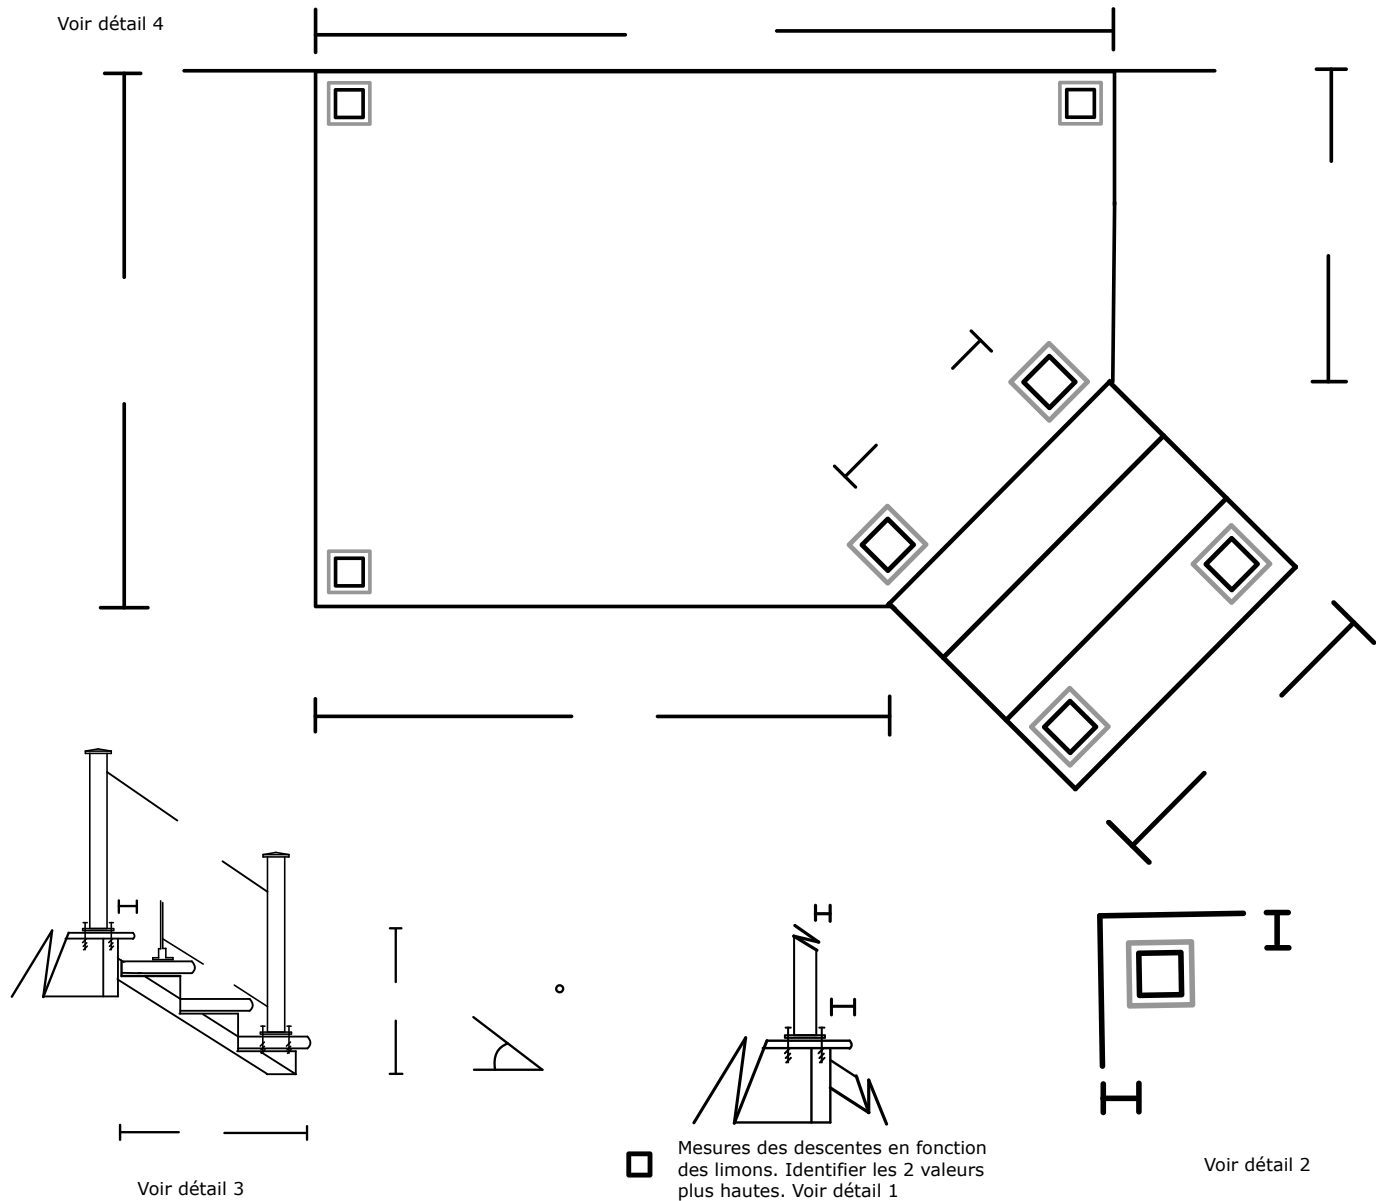 Voir détail 4
Mesures des descentes en fonction
des limons. Identifier les 2 valeurs
plus hautes. Voir détail 1
Voir détail 2
Voir détail 3